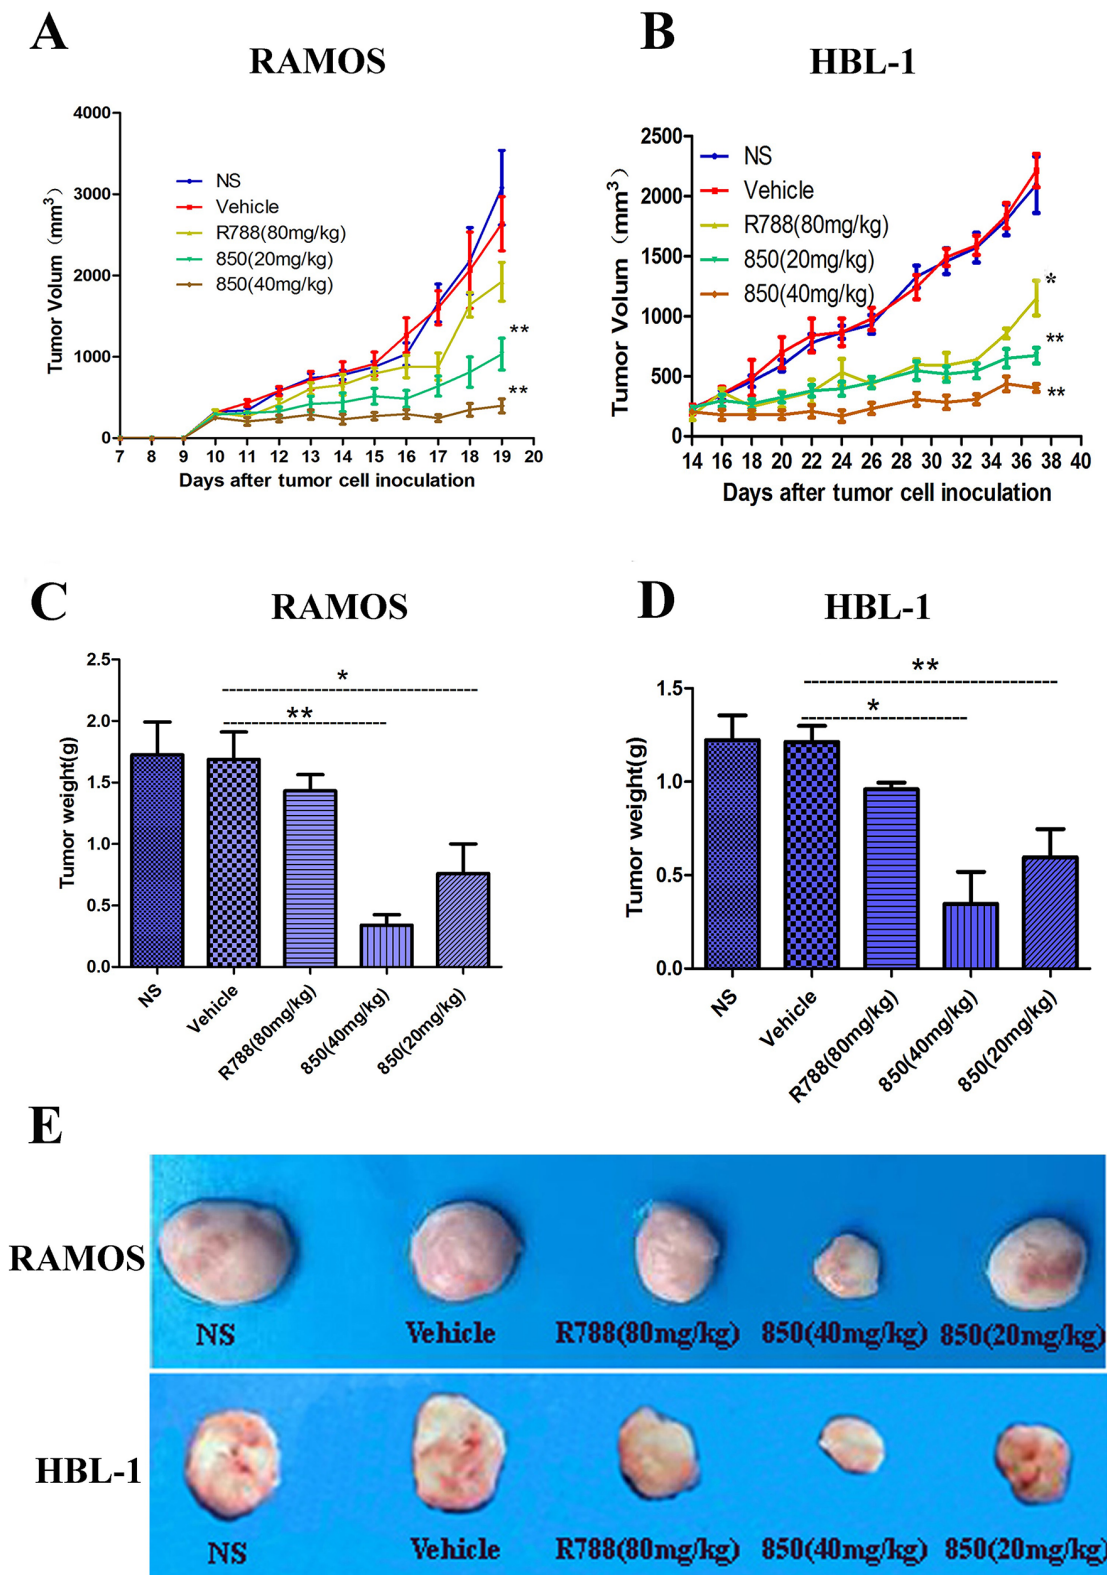 A
RAMOS
4000
3000
2000
1000
0
Tumor Volum (mm3)
NS
Vehicle
R788(80mg/kg)
850(20mg/kg)
850(40mg/kg)
**
**
7 8 9 10 11 12 13 14 15 16 17 18 19 20
Days after tumor cell inoculation
B
HBL-1
2500
2000
1500
1000
500
0
Tumor Volum (mm3)
NS
Vehicle
R788(80mg/kg)
850(20mg/kg)
850(40mg/kg)
*
**
**
14 16 18 20 22 24 26 28 30 32 34 36 38 40
Days after tumor cell inoculation
C
RAMOS
2.5
2.0
1.5
1.0
0.5
0.0
Tumor weight(g)
*
**
NS
Vehicle
R788(80mg/kg)
850(40mg/kg)
850(20mg/kg)
D
HBL-1
1.5
1.0
0.5
0.0
Tumor weight(g)
**
*
NS
Vehicle
R788(80mg/kg)
850(40mg/kg)
850(20mg/kg)
E
RAMOS
NS Vehicle R788(80mg/kg) 850(40mg/kg) 850(20mg/kg)
HBL-1
NS Vehicle R788(80mg/kg) 850(40mg/kg) 850(20mg/kg)